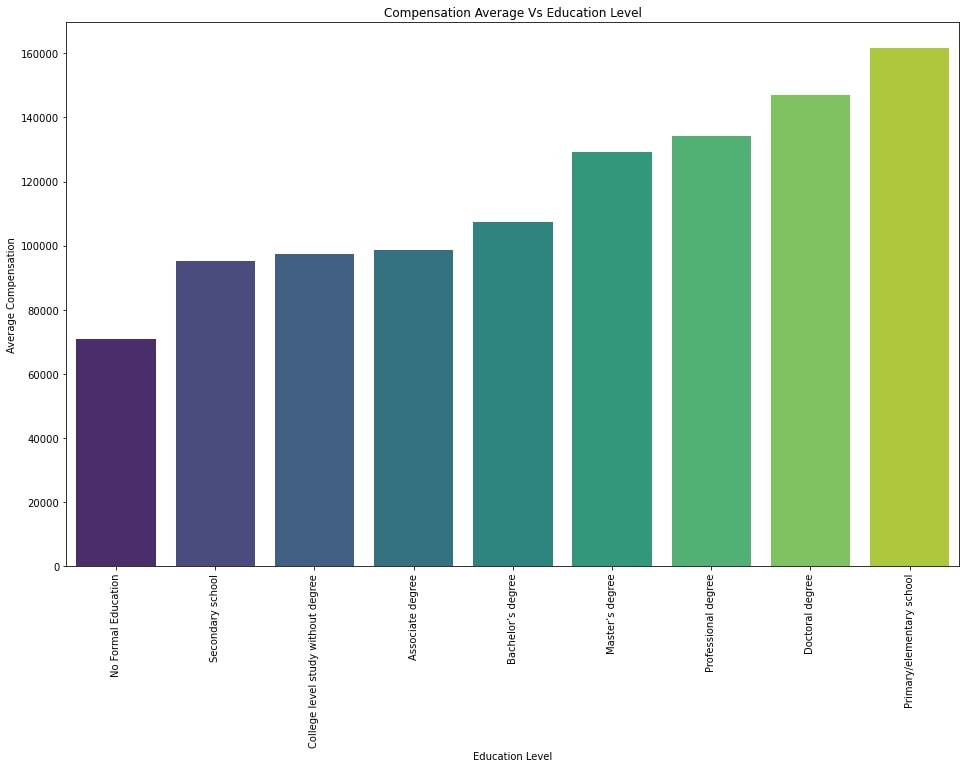 Compensation Average Vs Education Level
160000
140000
120000
100000
80000
60000
40000
20000
0
Average Compensation
No Formal Education
Secondary school
College level study without degree
Associate degree
Bachelor’s degree
Master’s degree
Professional degree
Doctoral degree
Primary/elementary school
Education Level